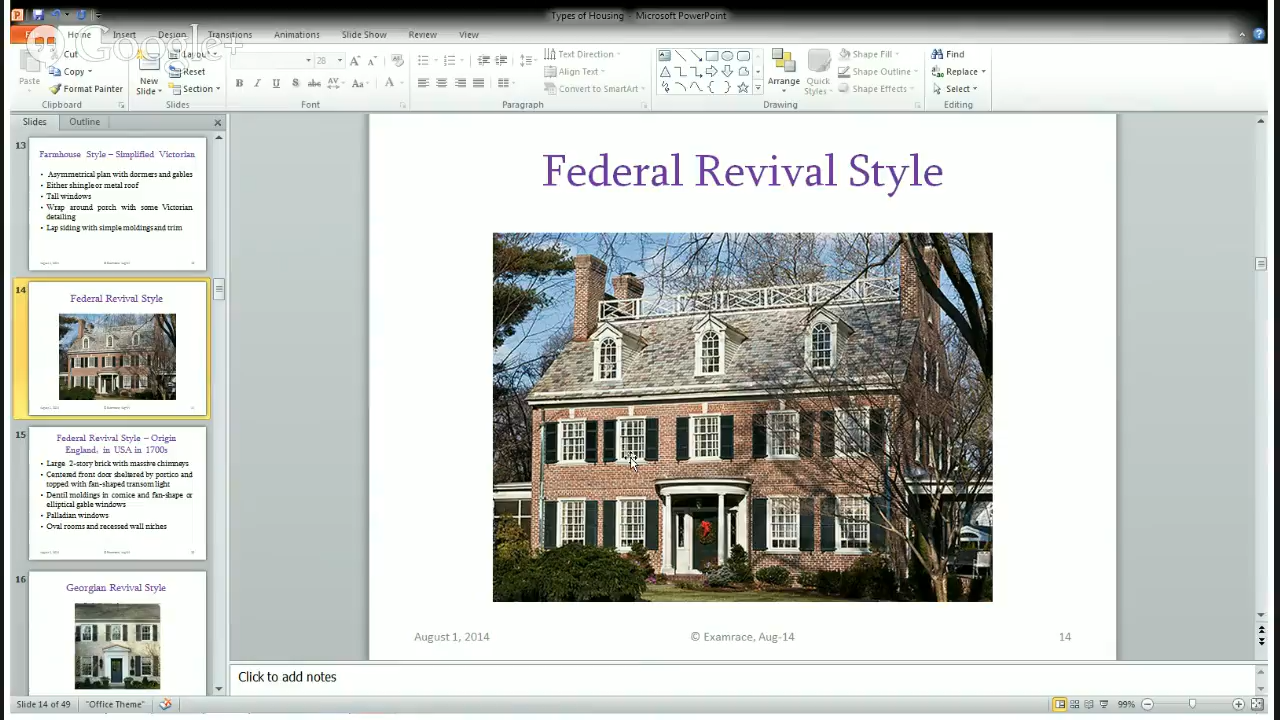 Types of Housing - Microsoft PowerPoint
Google+
File Home Insert Design Transitions Animations Slide Show Review View
Paste
Cut
Copy
Format Painter
Clipboard
New
Slide
Layout
Reset
Section
Slides
28
B I U S abc AV Aa A
Font
Text Direction
Align Text
Convert to SmartArt
Paragraph
Arrange
Quick
Styles
Shape Fill
Shape Outline
Shape Effects
Drawing
Find
Replace
Select
Editing
Slides Outline
13
Farmhouse Style – Simplified Victorian
• Asymmetrical plan with dormers and gables
• Either shingle or metal roof
• Tall windows
• Wrap around porch with some Victorian
detailing
• Lap siding with simple moldings and trim
14
Federal Revival Style
15
Federal Revival Style – Origin
England, in USA in 1700s
• Large 2-story brick with massive chimneys
• Centered front door sheltered by portico and
topped with fan-shaped transom light
• Dentil moldings in cornice and fan-shape or
elliptical gable windows
• Palladian windows
• Oval rooms and recessed wall niches
16
Georgian Revival Style
Federal Revival Style
August 1, 2014
© Examrace, Aug-14
14
Click to add notes
Slide 14 of 49
"Office Theme"
99%